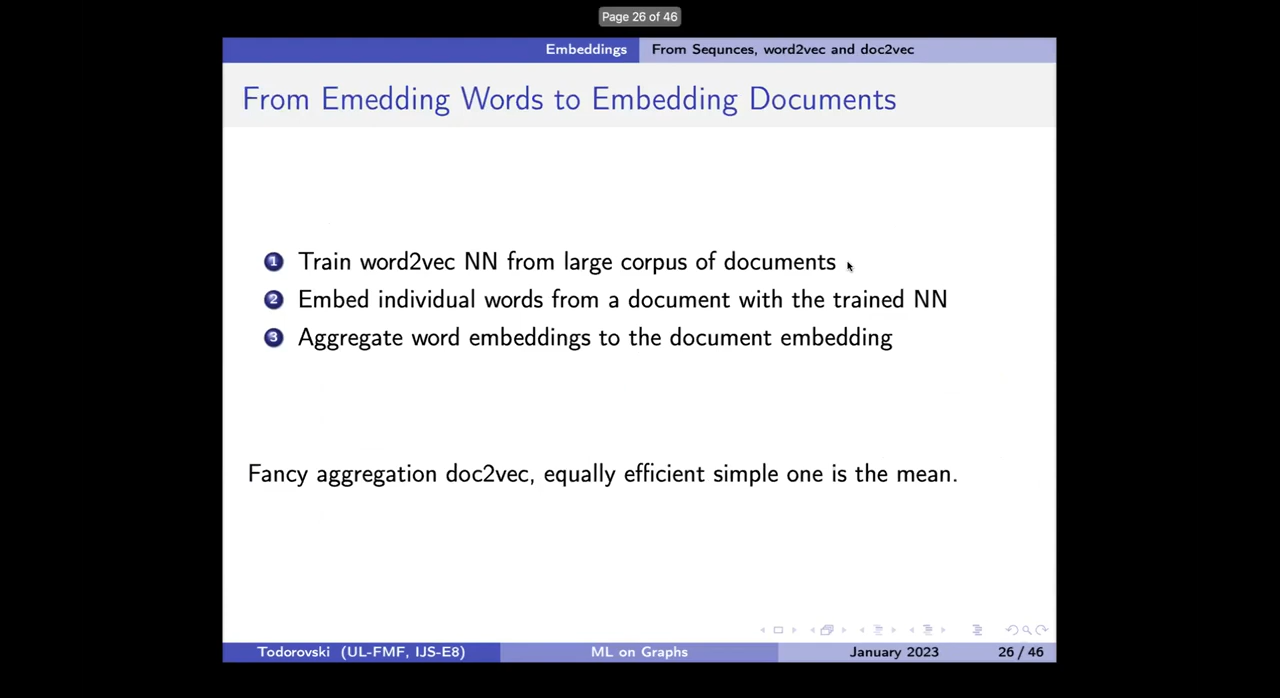 Page 26 of 46
Embeddings From Sequnces, word2vec and doc2vec
From Emedding Words to Embedding Documents
1 Train word2vec NN from large corpus of documents
2 Embed individual words from a document with the trained NN
3 Aggregate word embeddings to the document embedding
Fancy aggregation doc2vec, equally efficient simple one is the mean.
Todorovski (UL-FMF, IJS-E8) ML on Graphs January 2023 26 / 46